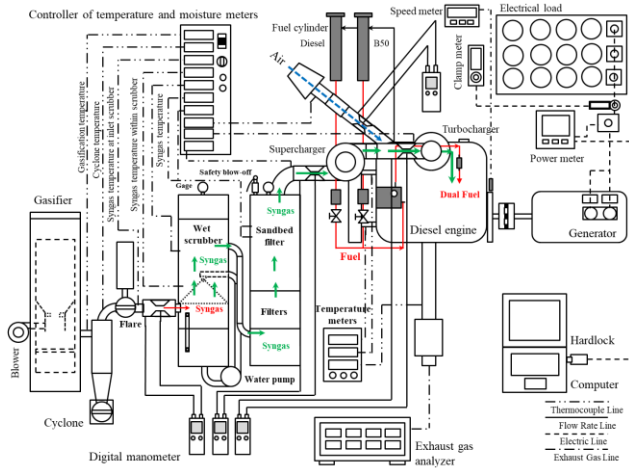 Controller of temperature and moisture meters
Fuel cylinder
Diesel
B50
Speed meter
Electrical load
Clamp meter
Air
Gasification temperature
Cyclone temperature
Syngas temperature at inlet scrubber
Syngas temperature within scrubber
Syngas temperature
Supercharger
Turbocharger
Power meter
Safety blow-off
Gage
Syngas
Dual Fuel
Gasifier
Wet
scrubber
Sandbed
filter
Fuel
Diesel engine
Generator
Syngas
Syngas
Filters
Temperature
meters
Flare
Syngas
Blower
Water pump
Hardlock
Computer
Cyclone
Digital manometer
Exhaust gas
analyzer
Thermocouple Line
Flow Rate Line
Electric Line
Exhaust Gas Line